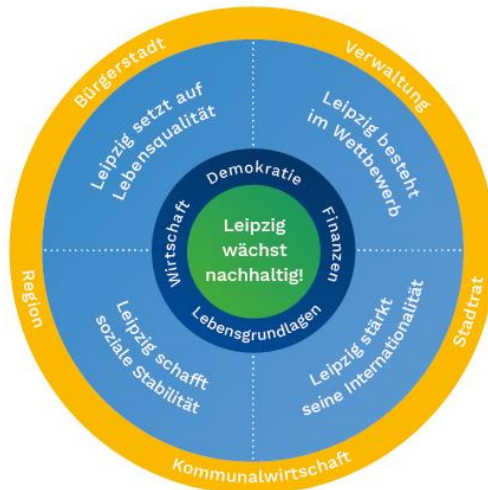 Bürgerstadt
Verwaltung
Leipzig setzt auf
Lebensqualität
Leipzig besteht
im Wettbewerb
Demokratie
Wirtschaft
Finanzen
Leipzig
wächst
nachhaltig!
Lebensgrundlagen
Region
Stadtrat
Leipzig schafft
soziale Stabilität
Leipzig stärkt
seine Internationalität
Kommunalwirtschaft